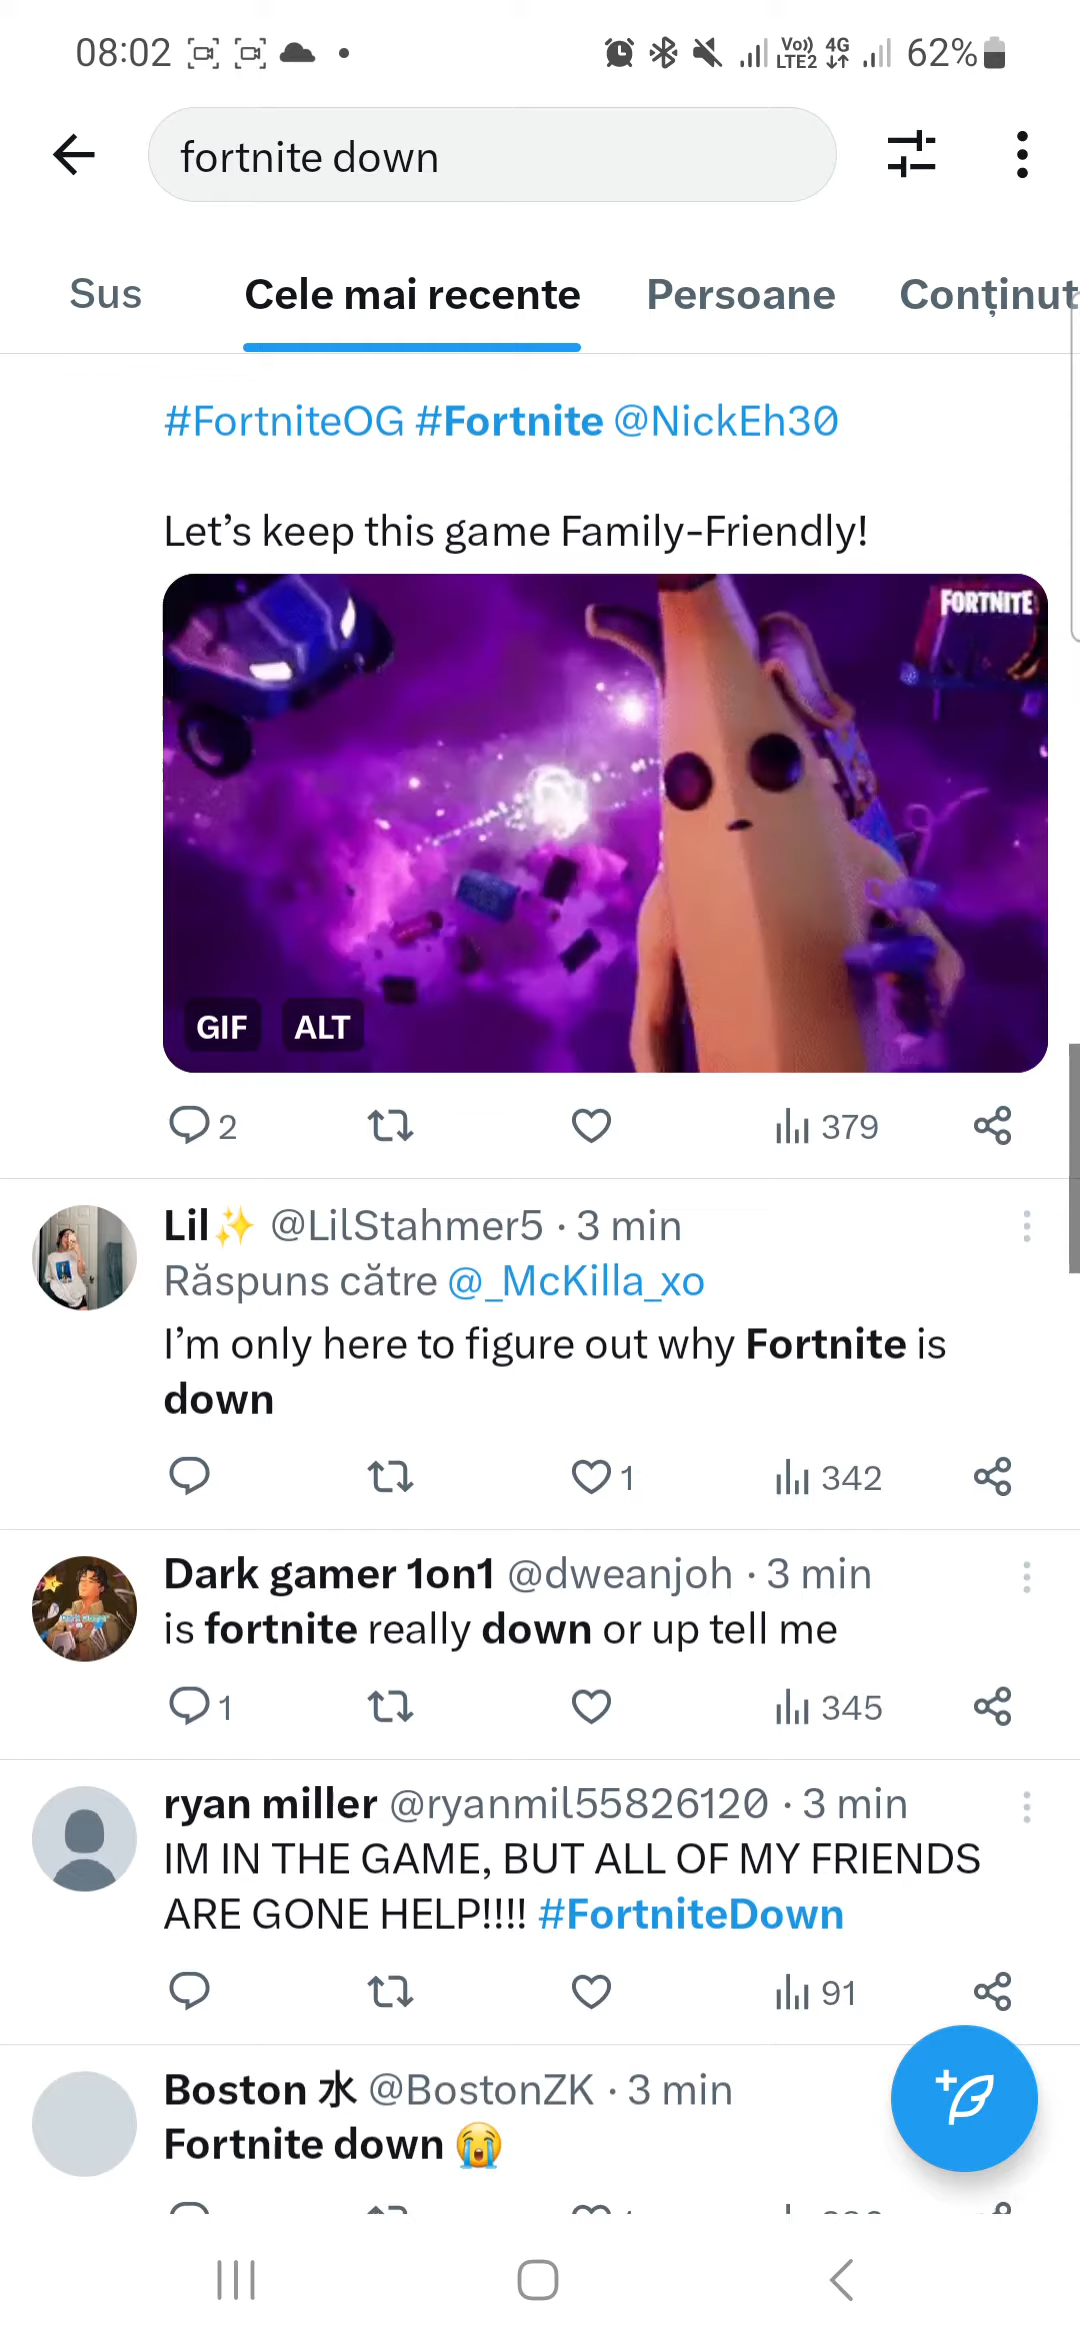 08:02
Vo)) LTE2 4G 62%
fortnite down
Sus Cele mai recente Persoane Conținut
#FortniteOG #Fortnite @NickEh30
Let’s keep this game Family-Friendly!
FORTNITE
GIF ALT
2 379
Lil✨ @LilStahmer5 · 3 min
Răspuns către @_McKilla_xo
I’m only here to figure out why Fortnite is
down
1 342
Dark gamer 1on1 @dweanjoh · 3 min
is fortnite really down or up tell me
1 345
ryan miller @ryanmil55826120 · 3 min
IM IN THE GAME, BUT ALL OF MY FRIENDS
ARE GONE HELP!!!! #FortniteDown
91
Boston 水 @BostonZK · 3 min
Fortnite down 😭